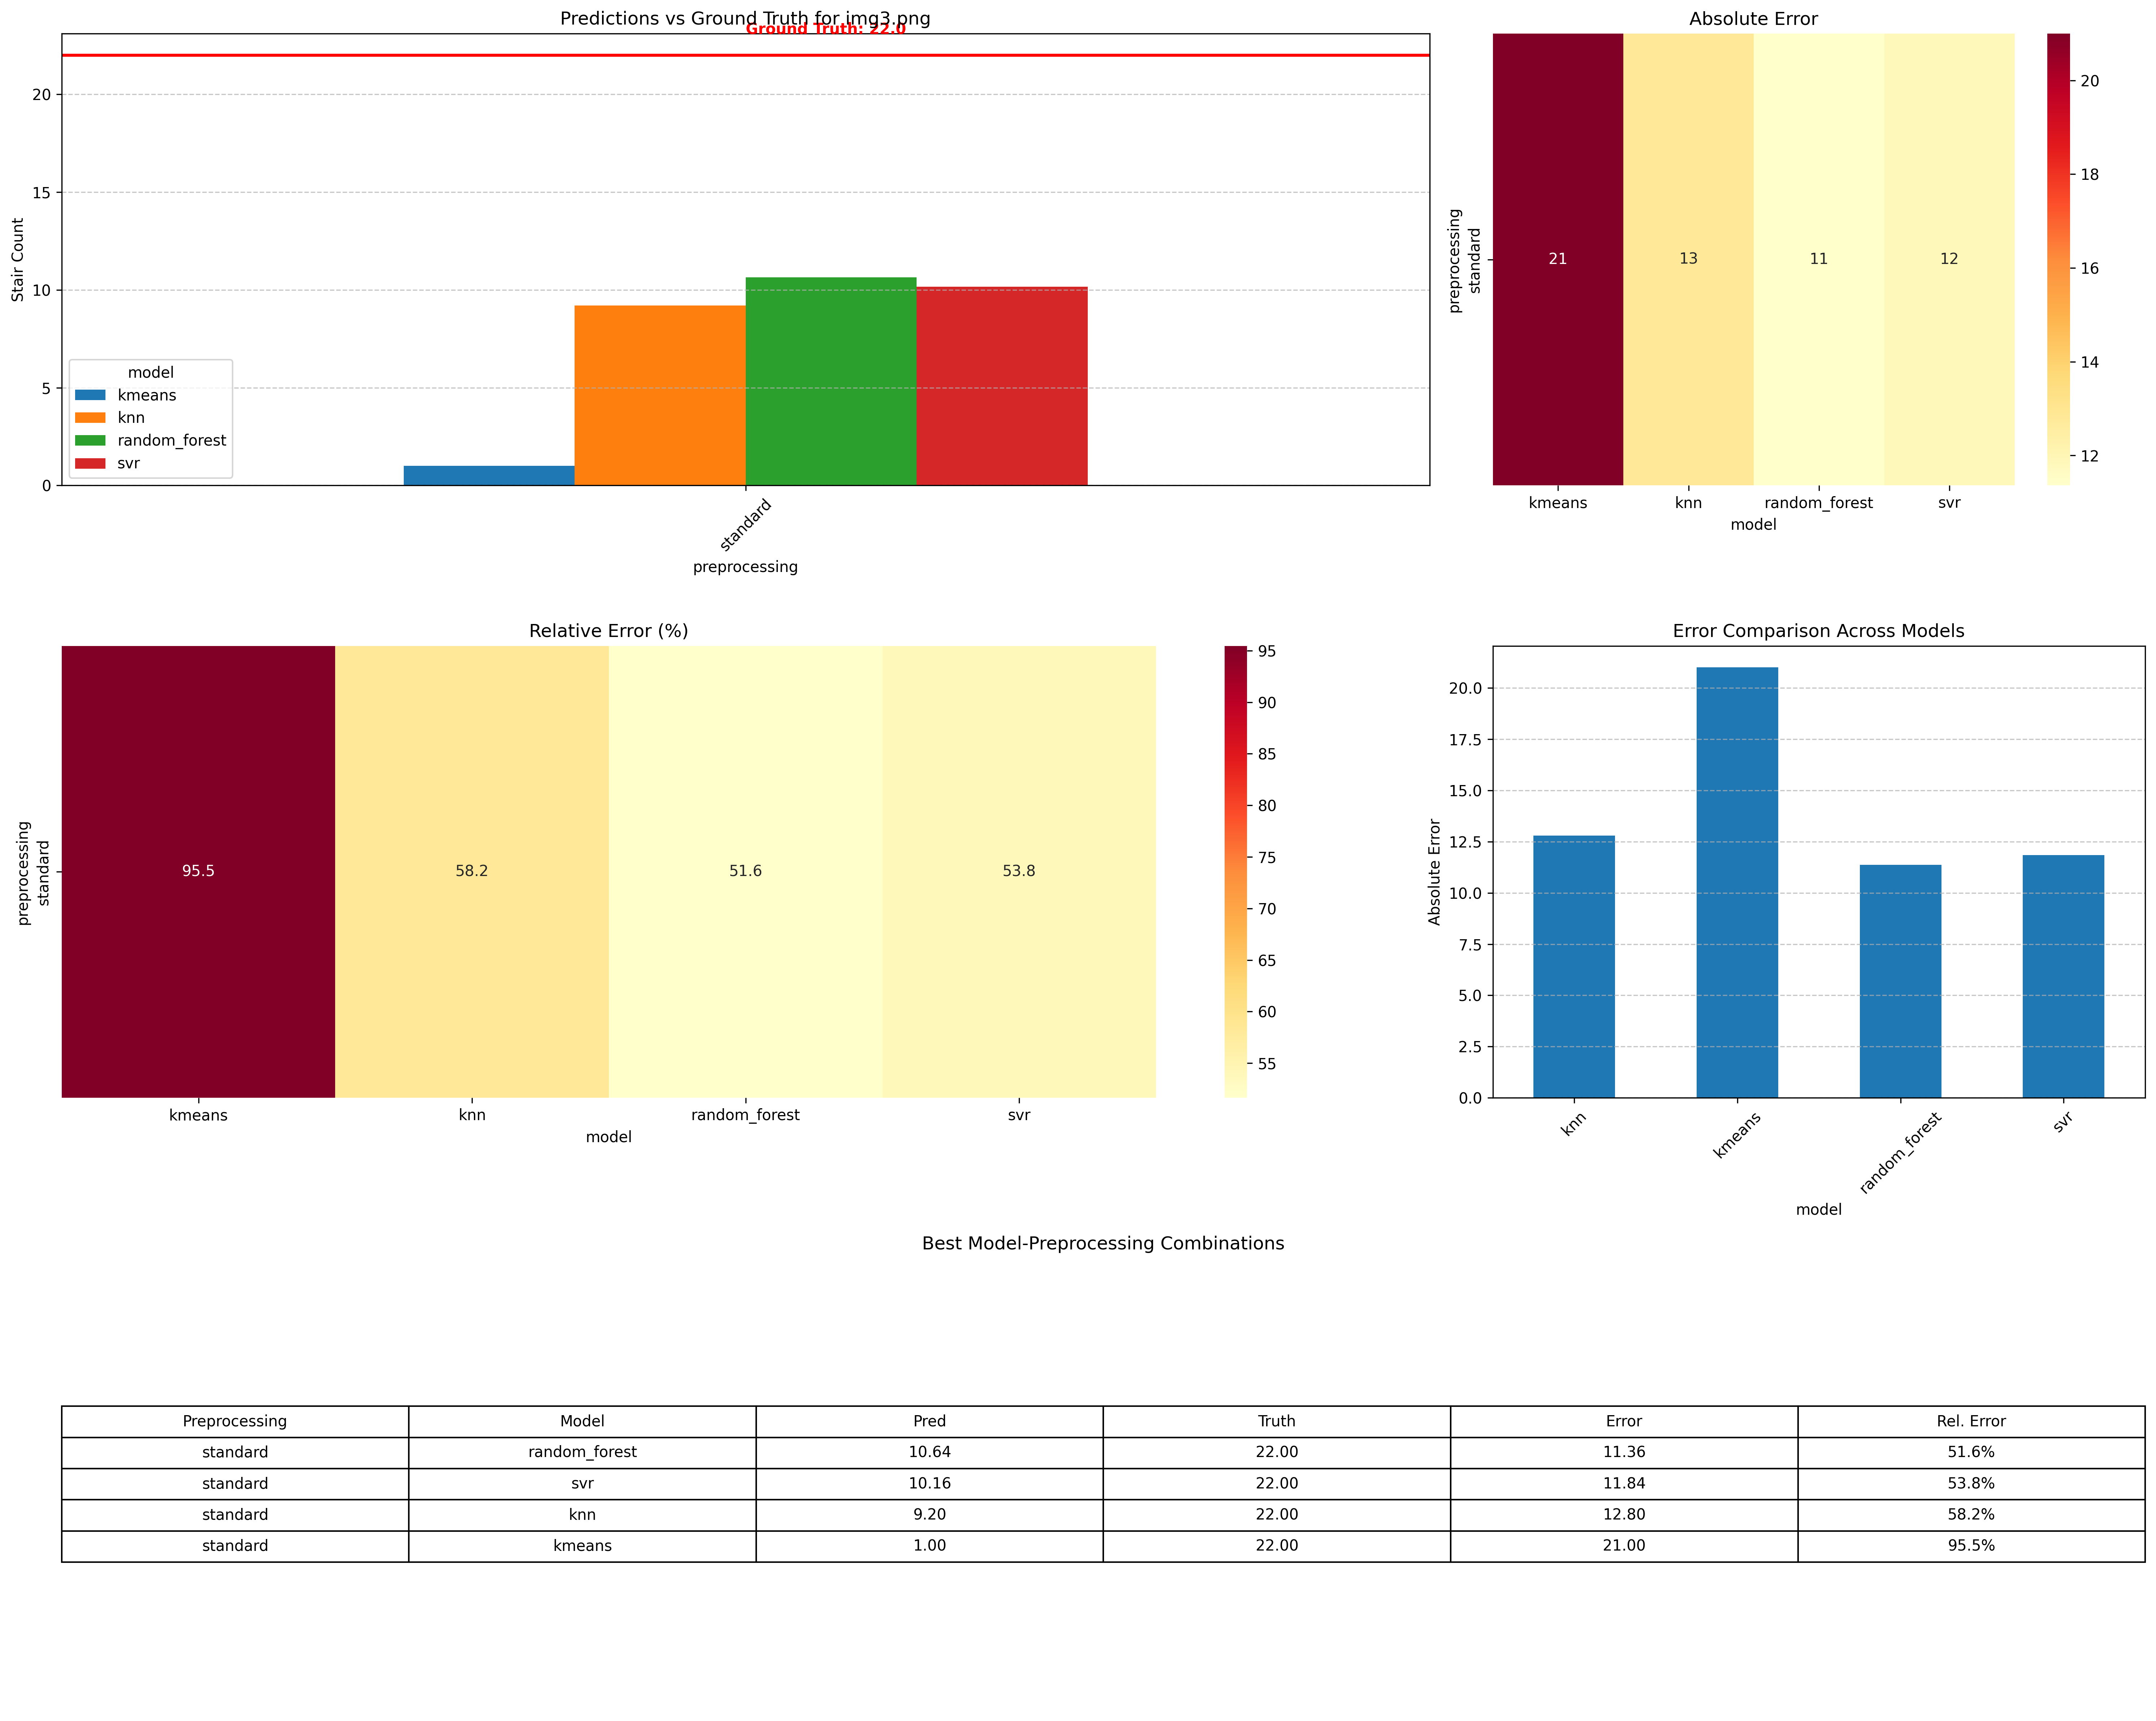 Predictions vs Ground Truth for img3.png
Ground Truth: 22.0
Stair Count
20
15
10
5
0
model
kmeans
knn
random_forest
svr
standard
preprocessing
Absolute Error
preprocessing
standard
21 13 11 12
kmeans knn random_forest svr
model
20
18
16
14
12
Relative Error (%)
preprocessing
standard
95.5 58.2 51.6 53.8
kmeans knn random_forest svr
model
95
90
85
80
75
70
65
60
55
Error Comparison Across Models
Absolute Error
20.0
17.5
15.0
12.5
10.0
7.5
5.0
2.5
0.0
knn kmeans random_forest svr
model
Best Model-Preprocessing Combinations
Preprocessing Model Pred Truth Error Rel. Error
standard random_forest 10.64 22.00 11.36 51.6%
standard svr 10.16 22.00 11.84 53.8%
standard knn 9.20 22.00 12.80 58.2%
standard kmeans 1.00 22.00 21.00 95.5%